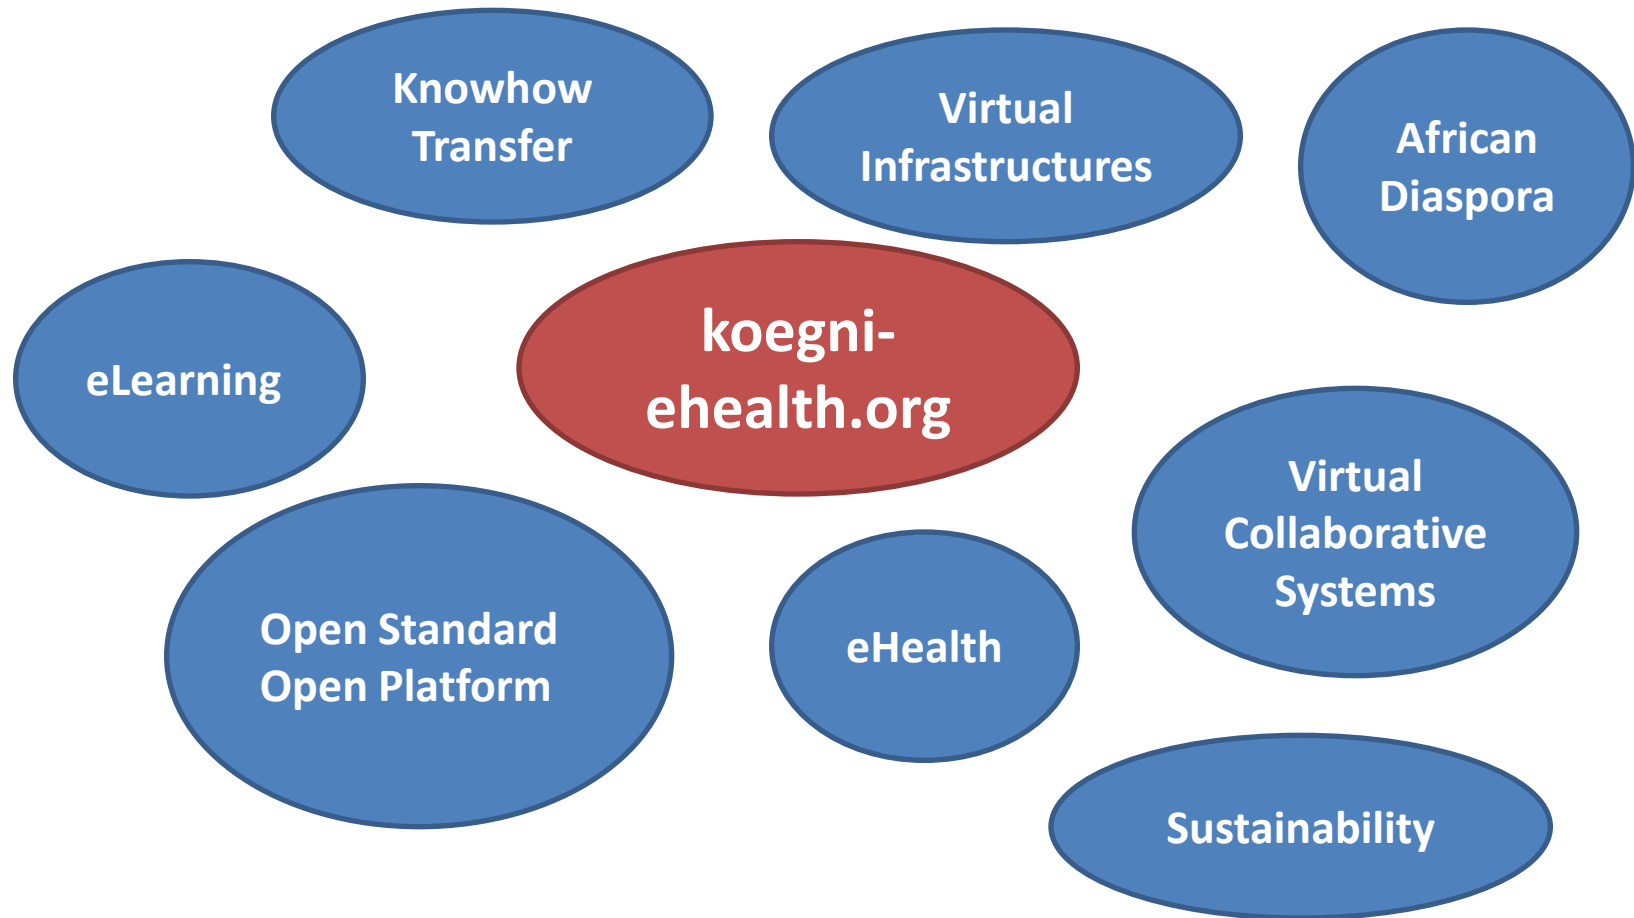 Knowhow
Transfer
Virtual
Infrastructures
African
Diaspora
eLearning
koegni-
ehealth.org
Virtual
Collaborative
Systems
Open Standard
Open Platform
eHealth
Sustainability